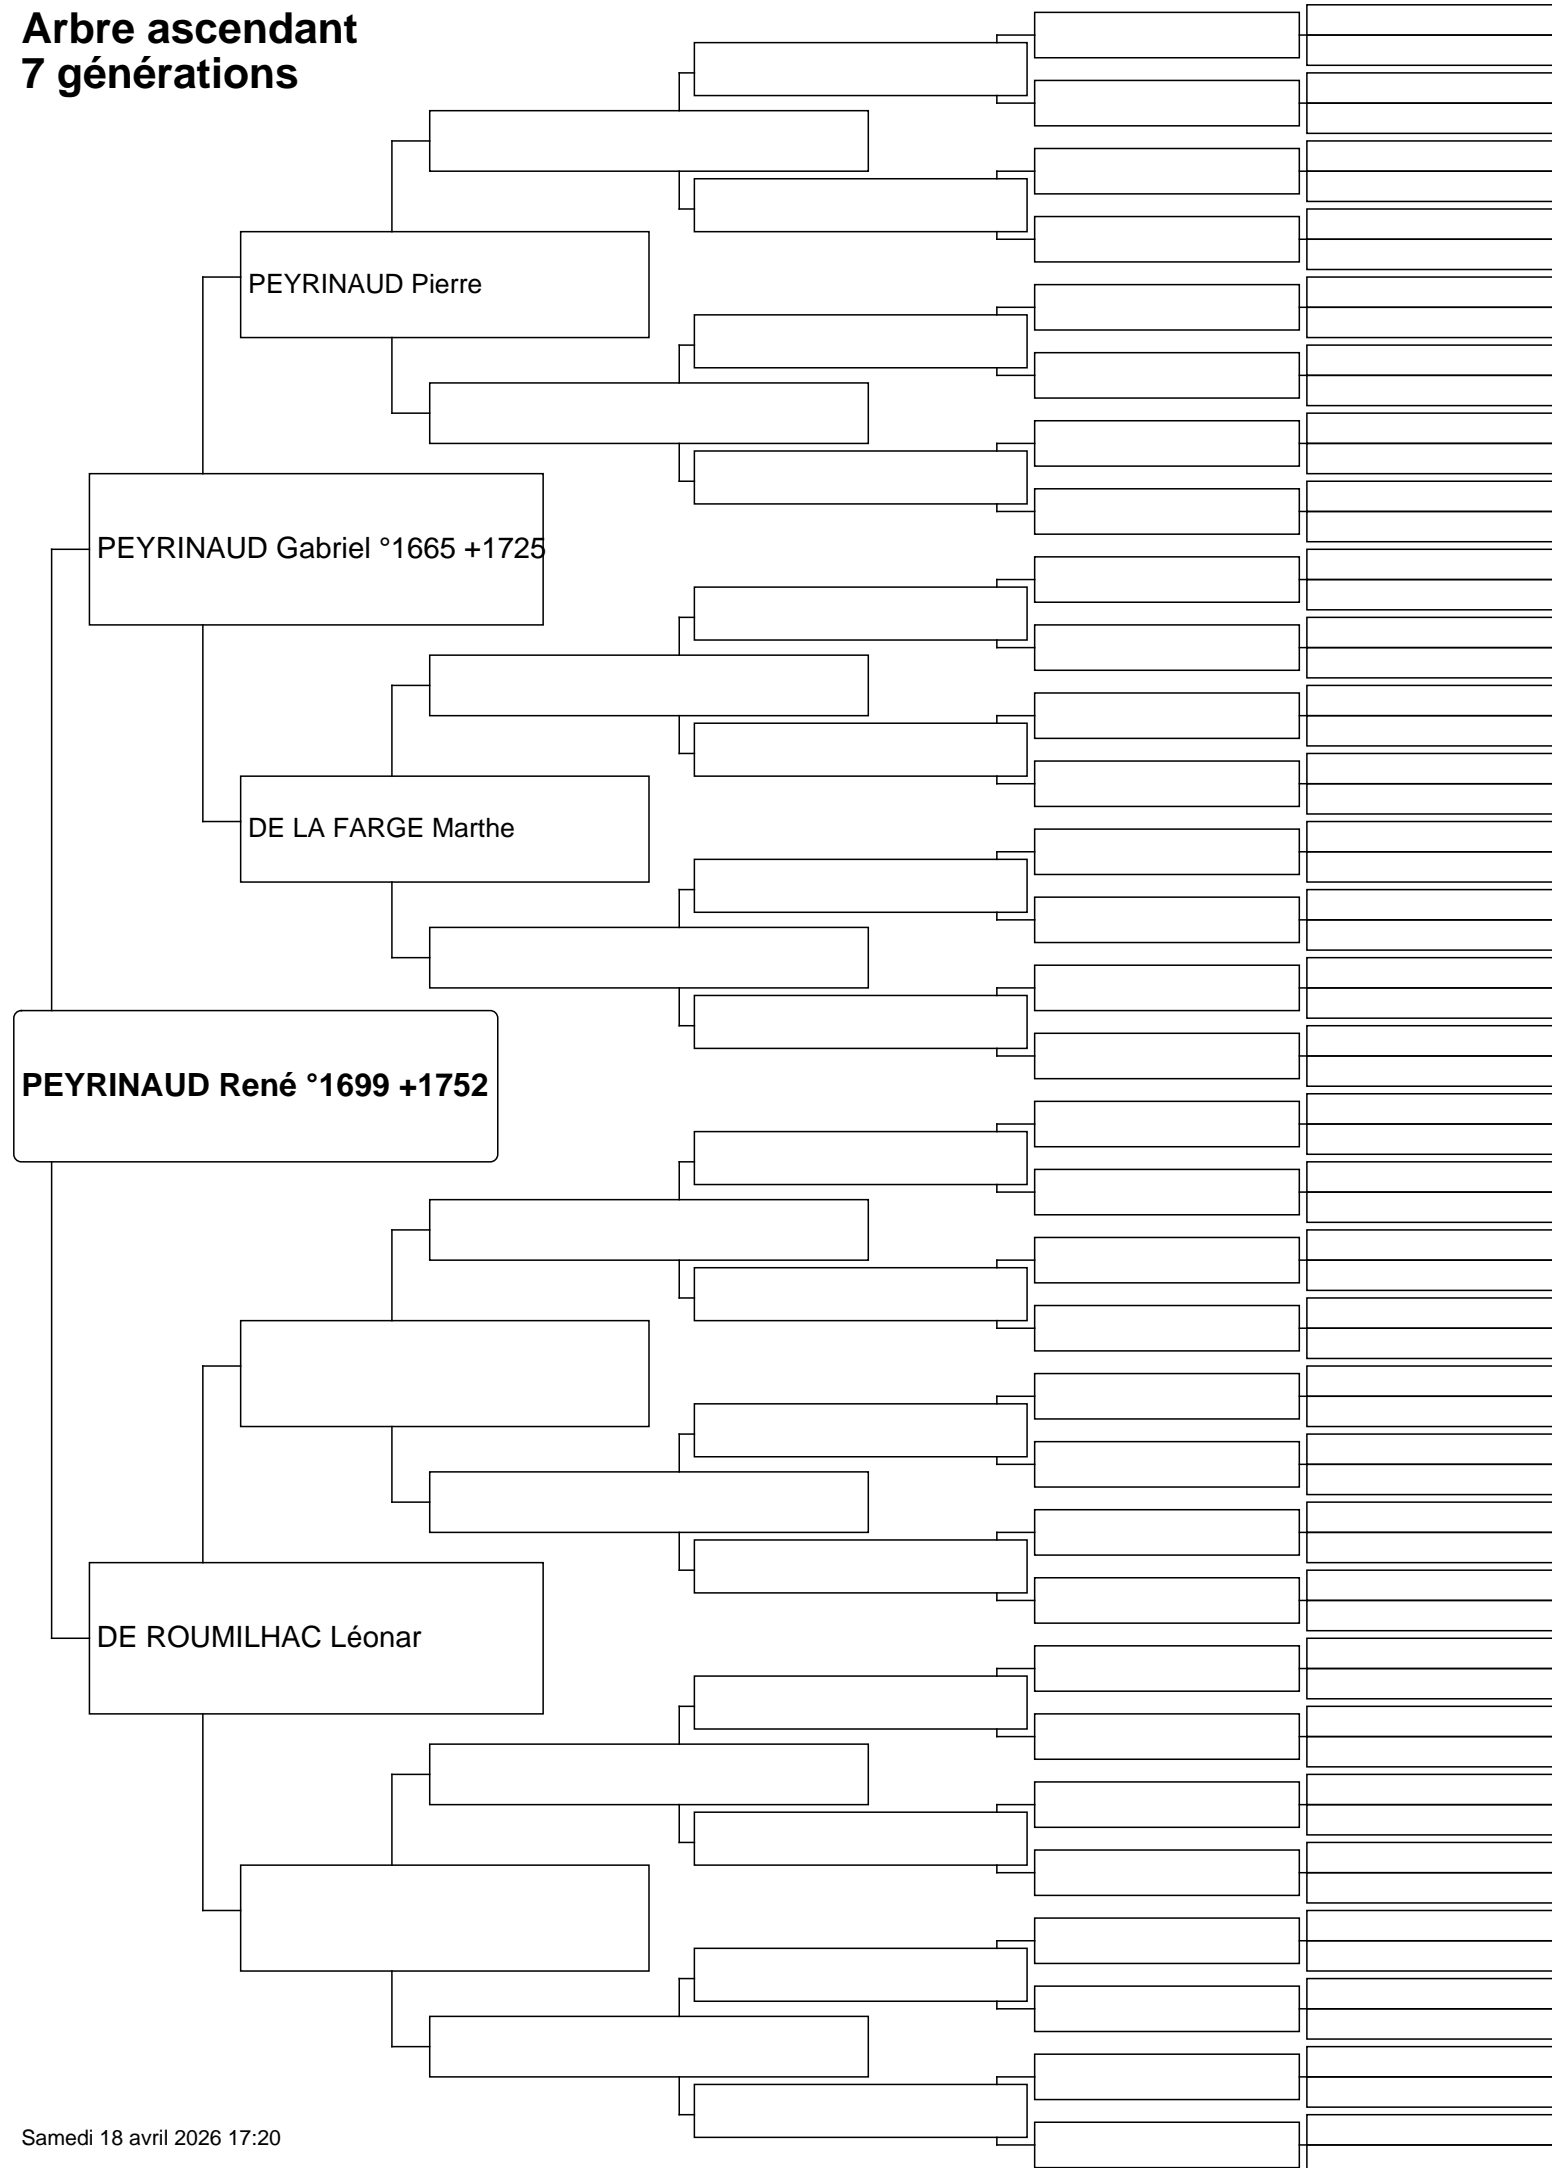 Arbre ascendant
7 générations
PEYRINAUD Pierre
PEYRINAUD Gabriel °1665 +1725
DE LA FARGE Marthe
PEYRINAUD René °1699 +1752
DE ROUMILHAC Léonar
Samedi 18 avril 2026 17:20